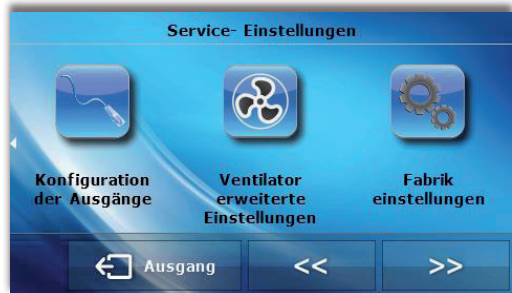 Service- Einstellungen
Konfiguration
der Ausgänge
Ventilator
erweiterte
Einstellungen
Fabrik
einstellungen
Ausgang
<<
>>